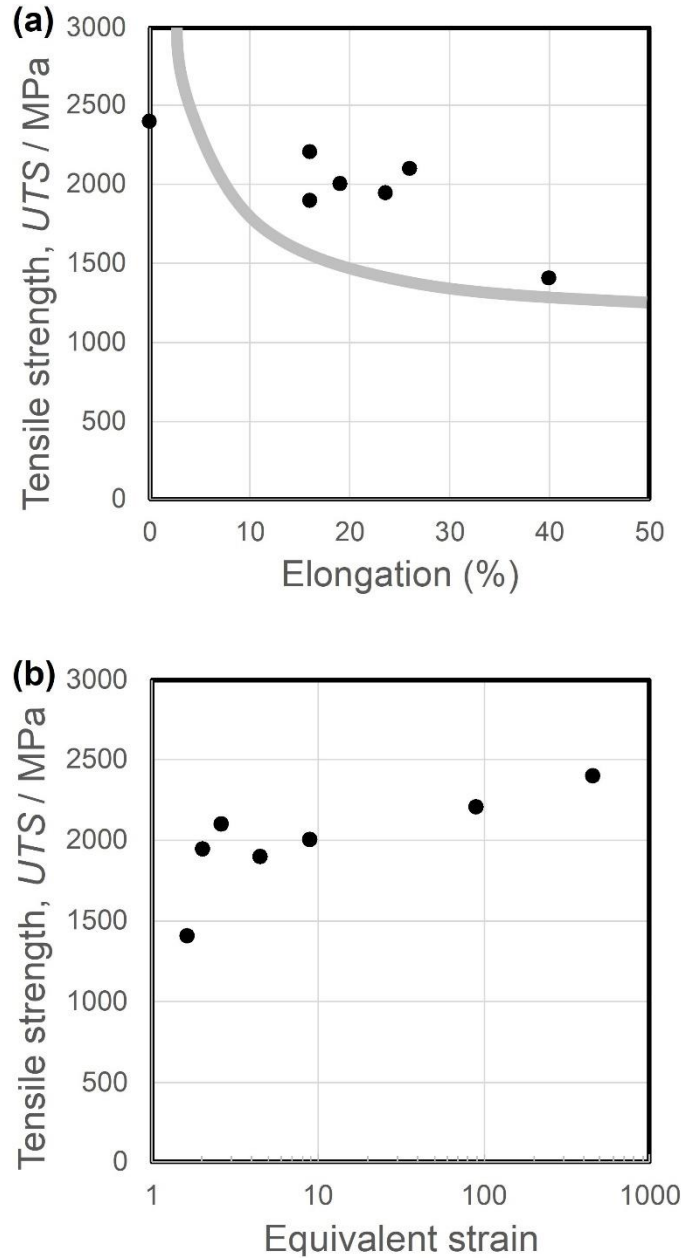 (a)
3000
2500
2000
1500
1000
500
0
Tensile strength, UTS / MPa
0 10 20 30 40 50
Elongation (%)
(b)
3000
2500
2000
1500
1000
500
0
Tensile strength, UTS / MPa
1 10 100 1000
Equivalent strain